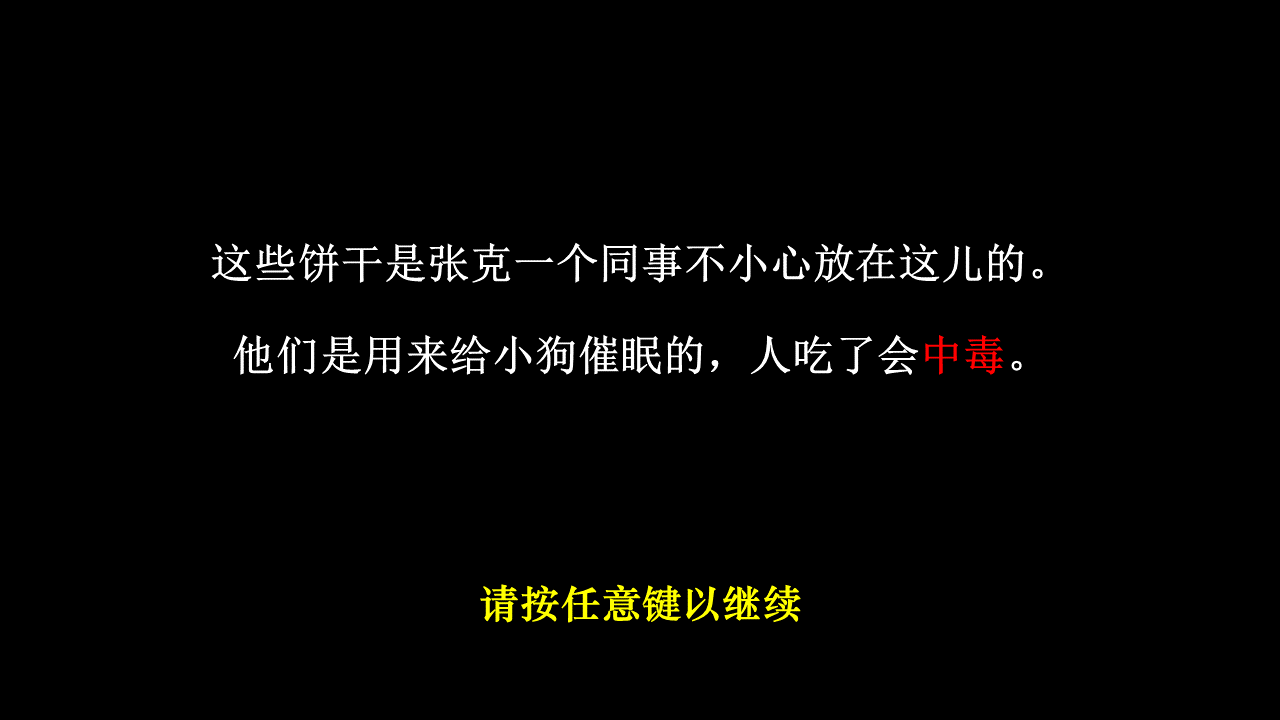 这些饼干是张克一个同事不小心放在这儿的。
他们是用来给小狗催眠的，人吃了会中毒。
请按任意键以继续